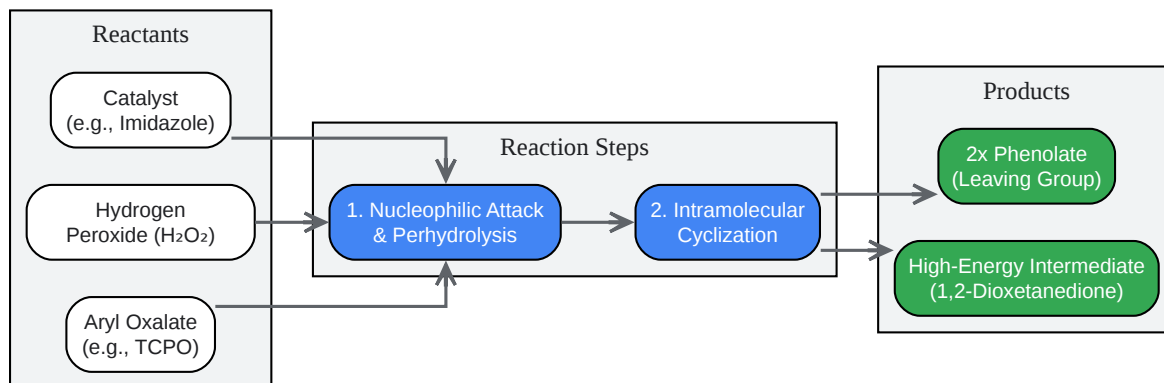 Reactants
Catalyst
(e.g., Imidazole)
Hydrogen
Peroxide (H₂O₂)
Aryl Oxalate
(e.g., TCPO)
Reaction Steps
1. Nucleophilic Attack
& Perhydrolysis
2. Intramolecular
Cyclization
Products
2x Phenolate
(Leaving Group)
High-Energy Intermediate
(1,2-Dioxetanedione)